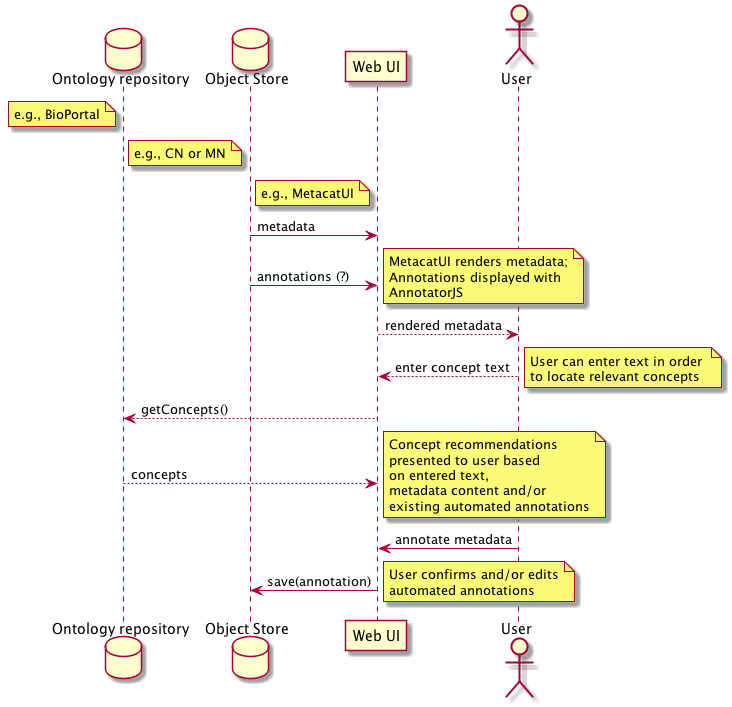 Ontology repository
Object Store
Web UI
User
e.g., BioPortal
e.g., CN or MN
e.g., MetacatUI
metadata
annotations (?)
MetacatUI renders metadata;
Annotations displayed with
AnnotatorJS
rendered metadata
enter concept text
User can enter text in order
to locate relevant concepts
getConcepts()
concepts
Concept recommendations
presented to user based
on entered text,
metadata content and/or
existing automated annotations
annotate metadata
save(annotation)
User confirms and/or edits
automated annotations
Ontology repository
Object Store
Web UI
User